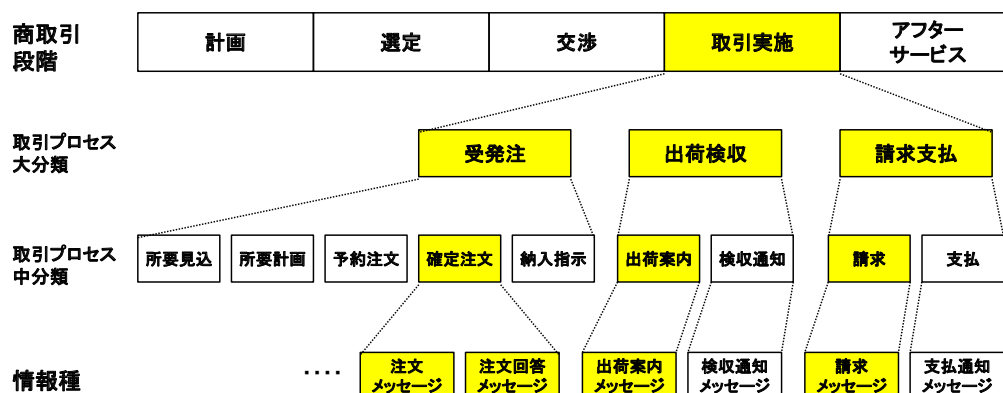 商取引
段階
計画
選定
交渉
取引実施
アフター
サービス
取引プロセス
大分類
受発注
出荷検収
請求支払
取引プロセス
中分類
所要見込
所要計画
予約注文
確定注文
納入指示
出荷案内
検収通知
請求
支払
情報種
････
注文
メッセージ
注文回答
メッセージ
出荷案内
メッセージ
検収通知
メッセージ
請求
メッセージ
支払通知
メッセージ